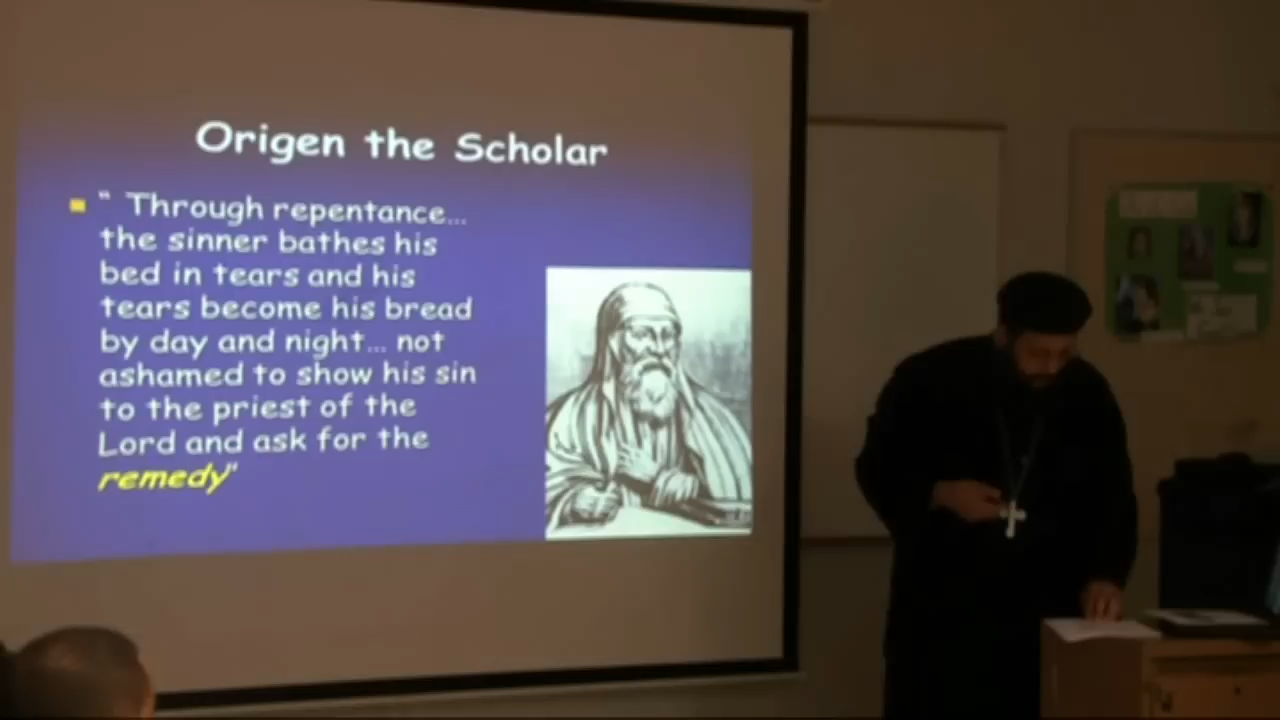 Origen the Scholar
“ Through repentance...
the sinner bathes his
bed in tears and his
tears become his bread
by day and night... not
ashamed to show his sin
to the priest of the
Lord and ask for the
remedy”